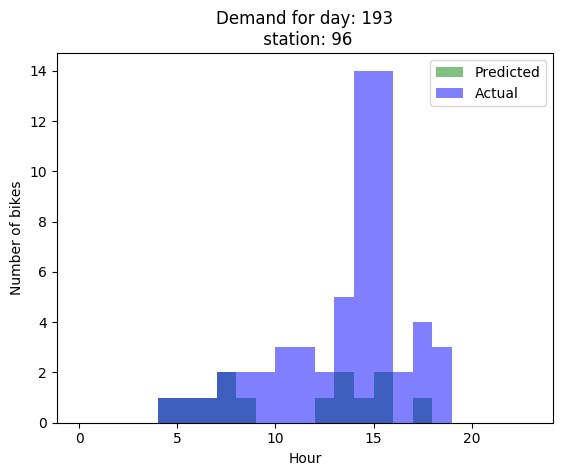 Demand for day: 193
station: 96
Predicted
Actual
14
12
10
8
6
4
2
0
Number of bikes
0 5 10 15 20
Hour